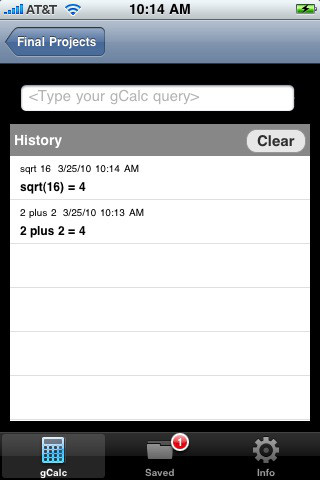 AT&T 10:14 AM
Final Projects
<Type your gCalc query>
History Clear
sqrt 16 3/25/10 10:14 AM
sqrt(16) = 4
2 plus 2 3/25/10 10:13 AM
2 plus 2 = 4
1
gCalc Saved Info